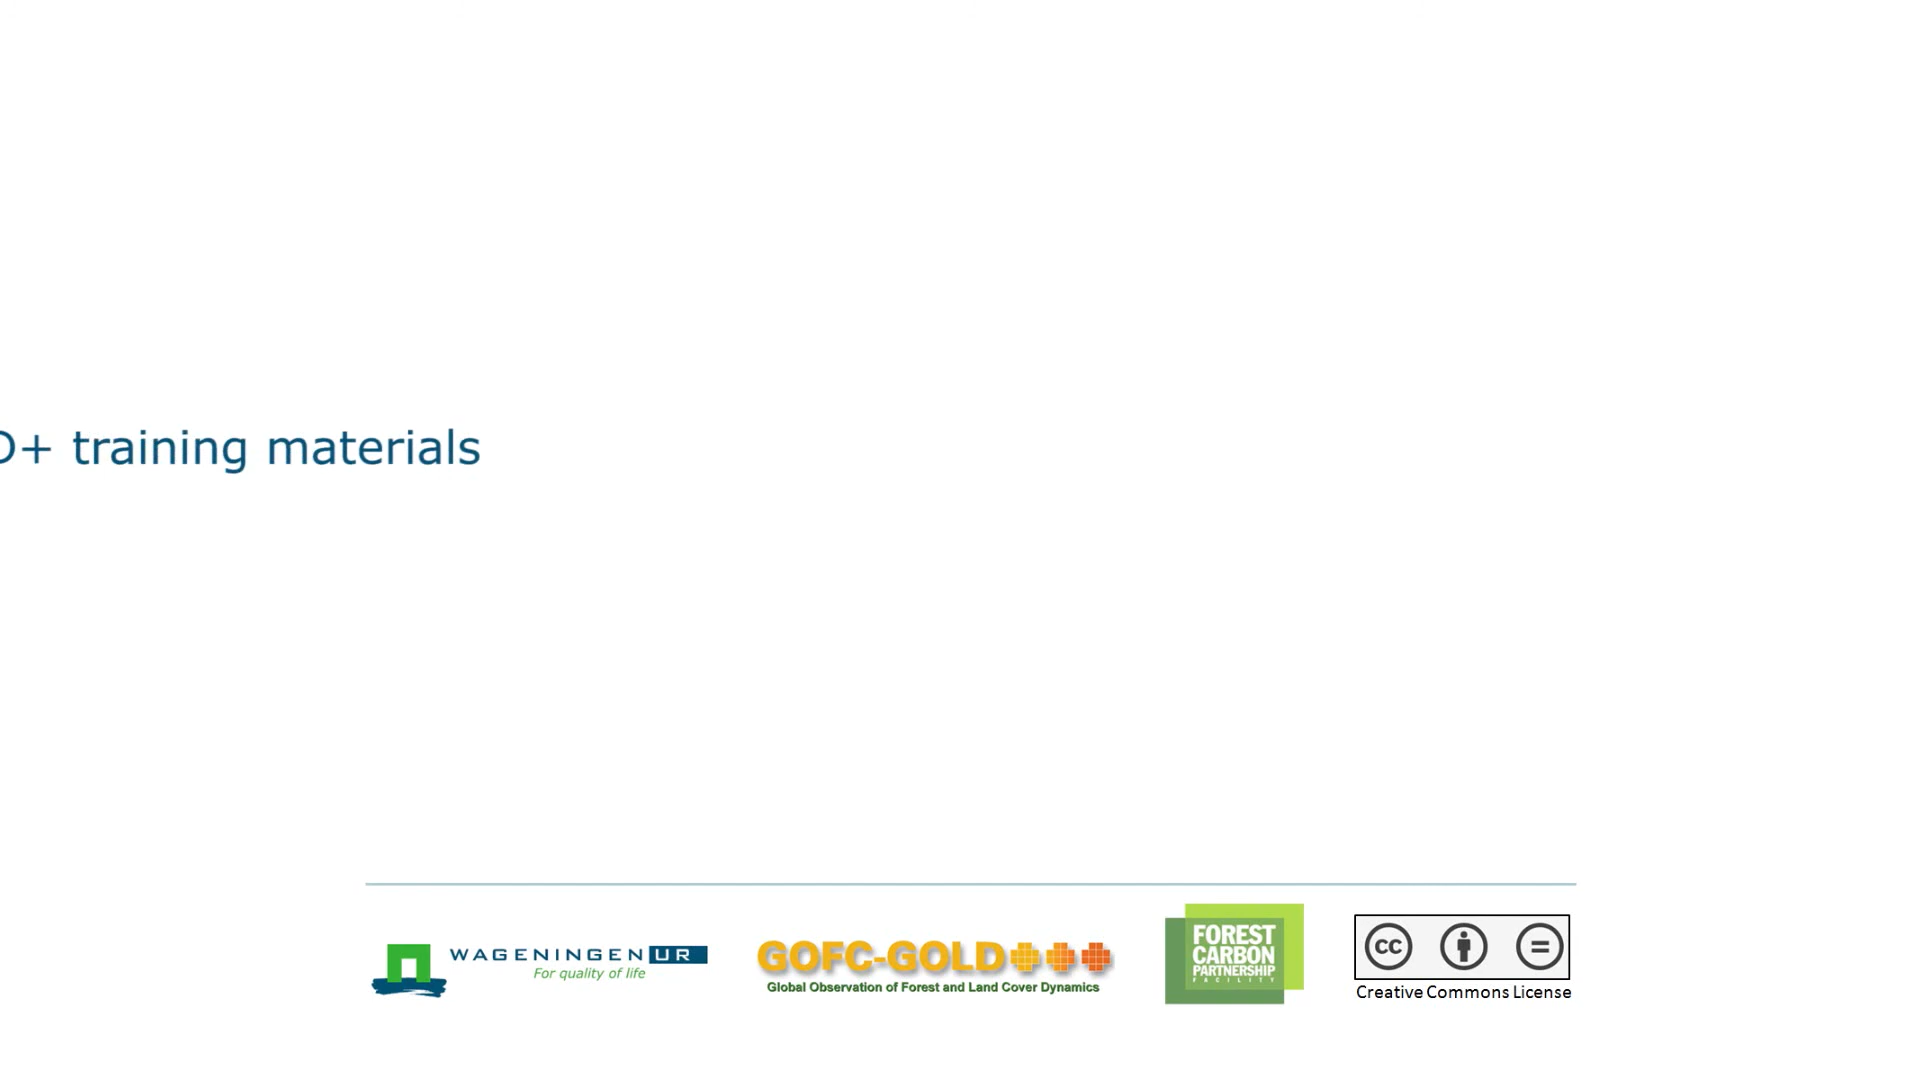 D+ training materials
WAGENINGEN UR
For quality of life
GOFC-GOLD
Global Observation of Forest and Land Cover Dynamics
FOREST
CARBON
PARTNERSHIP
FACILITY
cc
Creative Commons License